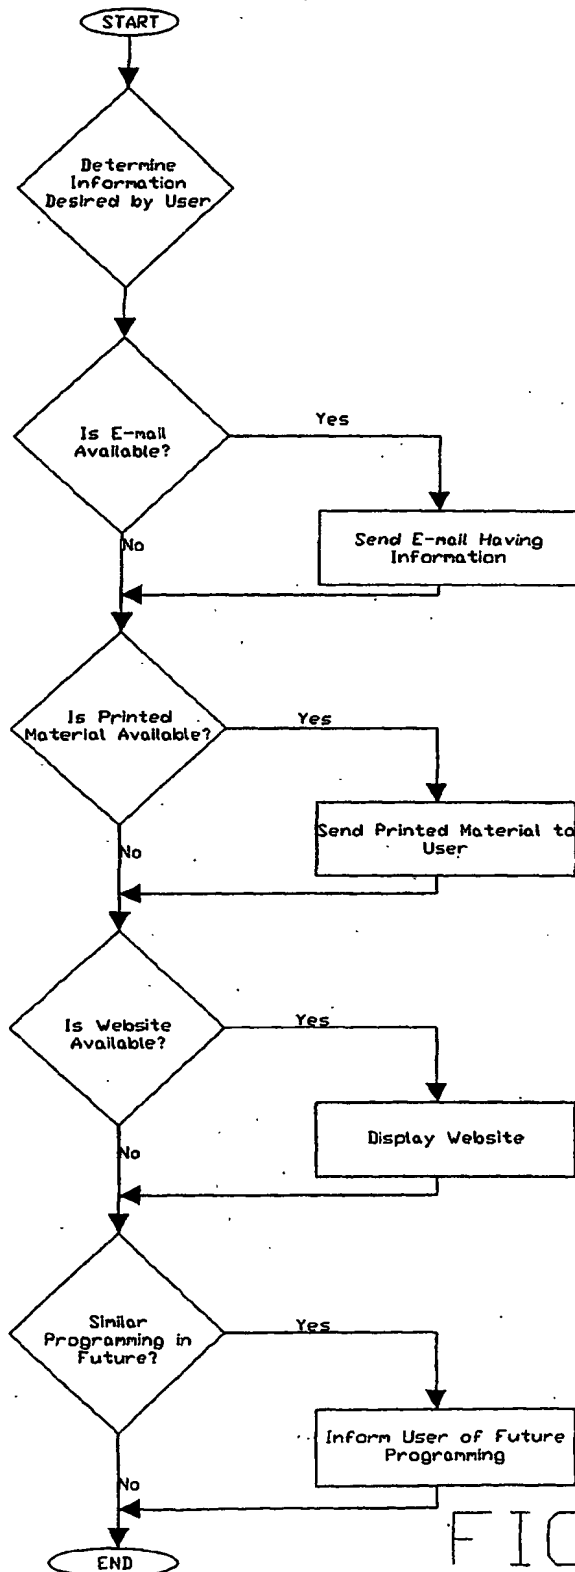 START
Determine
Information
Desired by User
Is E-mail
Available?
Yes
No
Send E-mail Having
Information
Is Printed
Material Available?
Yes
No
Send Printed Material to
User
Is Website
Available?
Yes
No
Display Website
Similar
Programming in
Future?
Yes
No
Inform User of Future
Programming
END